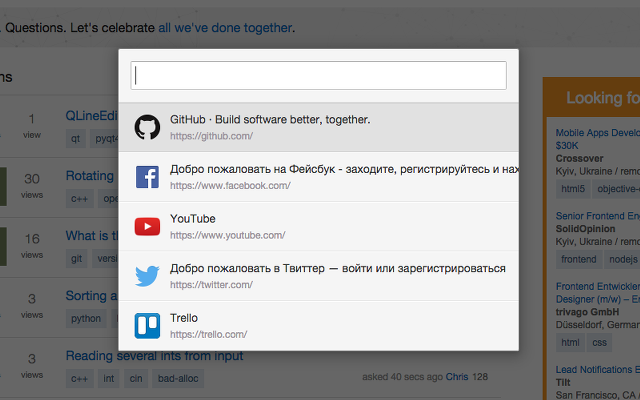 . Questions. Let's celebrate all we've done together.
ns
Looking fo
1
view
QLineEdi
qt
pyqt
GitHub · Build software better, together.
https://github.com/
Mobile Apps Develo
$30K
Crossover
Kyiv, Ukraine / remo
html5
objective-
30
views
Rotating
c++
ope
Добро пожаловать на Фейсбук - заходите, регистрируйтесь и нах
https://www.facebook.com/
YouTube
https://www.youtube.com/
Senior Frontend Eng
SolidOpinion
Kyiv, Ukraine / remo
frontend
nodejs
16
views
What is th
git
versi
Добро пожаловать в Твиттер — войти или зарегистрироваться
https://twitter.com/
Frontend Entwickler
Designer (m/w) – Er
trivago GmbH
Düsseldorf, German
html
css
3
views
Sorting a
python
Trello
https://trello.com/
3
views
Reading several ints from input
c++
int
cin
bad-alloc
asked 40 secs ago Chris 128
Lead Notifications E
Tilt
San Francisco, CA /